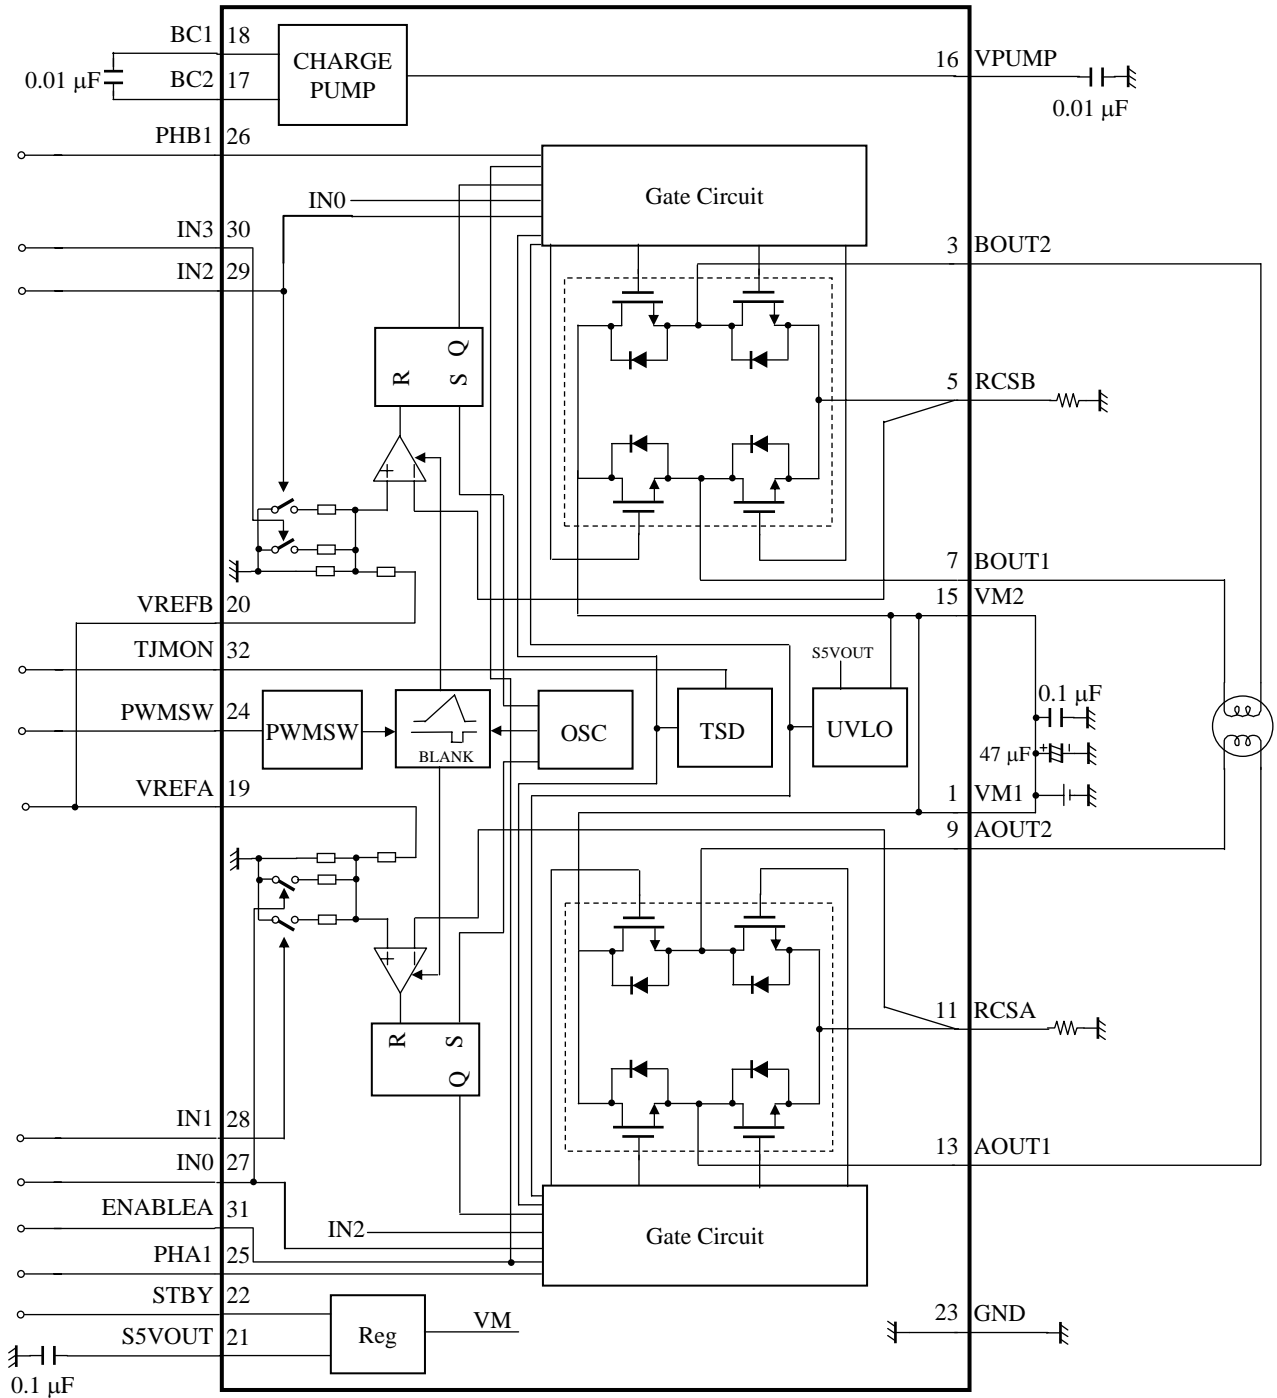 BC1 18
0.01 µF
BC2 17
CHARGE
PUMP
16 VPUMP
0.01 µF
PHB1 26
Gate Circuit
IN0
IN3 30
IN2 29
3 BOUT2
R S Q
5 RCSB
+ −
7 BOUT1
VREFB 20
15 VM2
TJMON 32
S5VOUT
PWMSW 24
PWMSW
BLANK
OSC
TSD
UVLO
0.1 µF
47 µF + -
VREFA 19
1 VM1
9 AOUT2
+ −
R S Q
11 RCSA
IN1 28
IN0 27
13 AOUT1
ENABLEA 31
IN2
Gate Circuit
PHA1 25
STBY 22
S5VOUT 21
Reg
VM
23 GND
0.1 µF